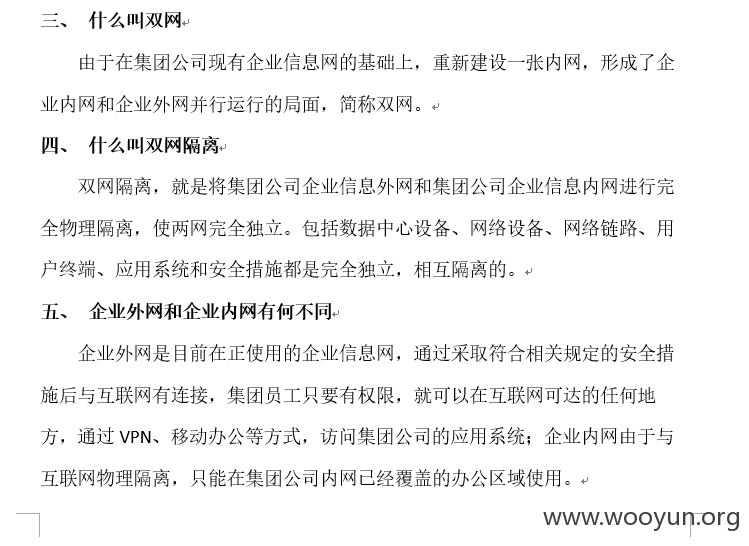 三、 什么叫双网
由于在集团公司现有企业信息网的基础上，重新建设一张内网，形成了企
业内网和企业外网并行运行的局面，简称双网。
四、 什么叫双网隔离
双网隔离，就是将集团公司企业信息外网和集团公司企业信息内网进行完
全物理隔离，使两网完全独立。包括数据中心设备、网络设备、网络链路、用
户终端、应用系统和安全措施都是完全独立，相互隔离的。
五、 企业外网和企业内网有何不同
企业外网是目前在正使用的企业信息网，通过采取符合相关规定的安全措
施后与互联网有连接，集团员工只要有权限，就可以在互联网可达的任何地
方，通过 VPN、移动办公等方式，访问集团公司的应用系统；企业内网由于与
互联网物理隔离，只能在集团公司内网已经覆盖的办公区域使用。
www.wooyun.org